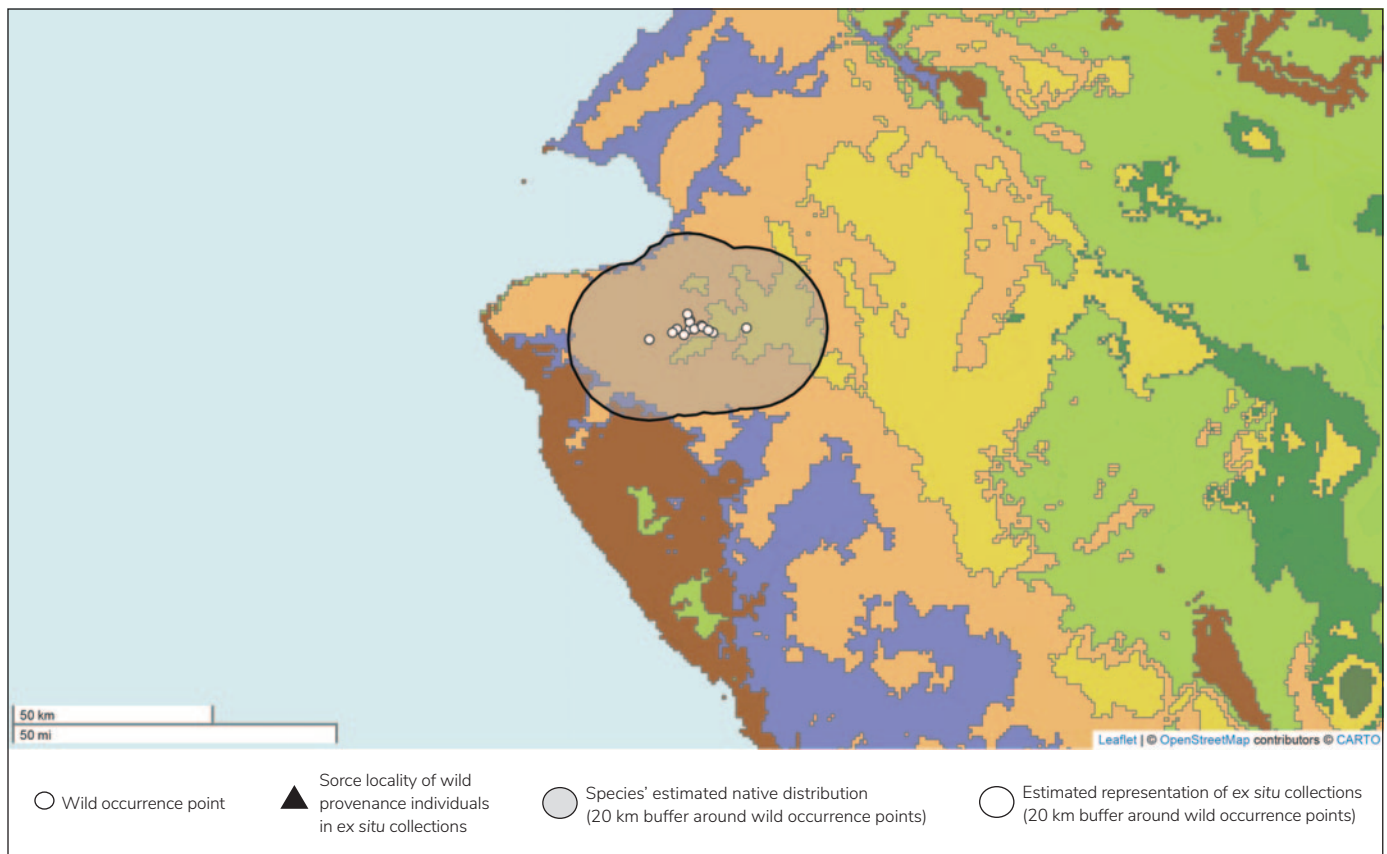 50 km
50 mi
Leaflet | © OpenStreetMap contributors © CARTO
Wild occurrence point
Sorce locality of wild
provenance individuals
in ex situ collections
Species' estimated native distribution
(20 km buffer around wild occurrence points)
Estimated representation of ex situ collections
(20 km buffer around wild occurrence points)